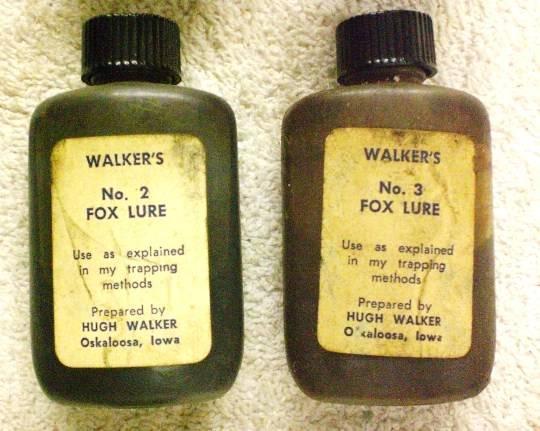 WALKER'S
No. 2
FOX LURE
Use as explained
in my trapping
methods
Prepared by
HUGH WALKER
Oskaloosa, Iowa
WALKER'S
No. 3
FOX LURE
Use as explained
in my trapping
methods
Prepared by
HUGH WALKER
Oskaloosa, Iowa